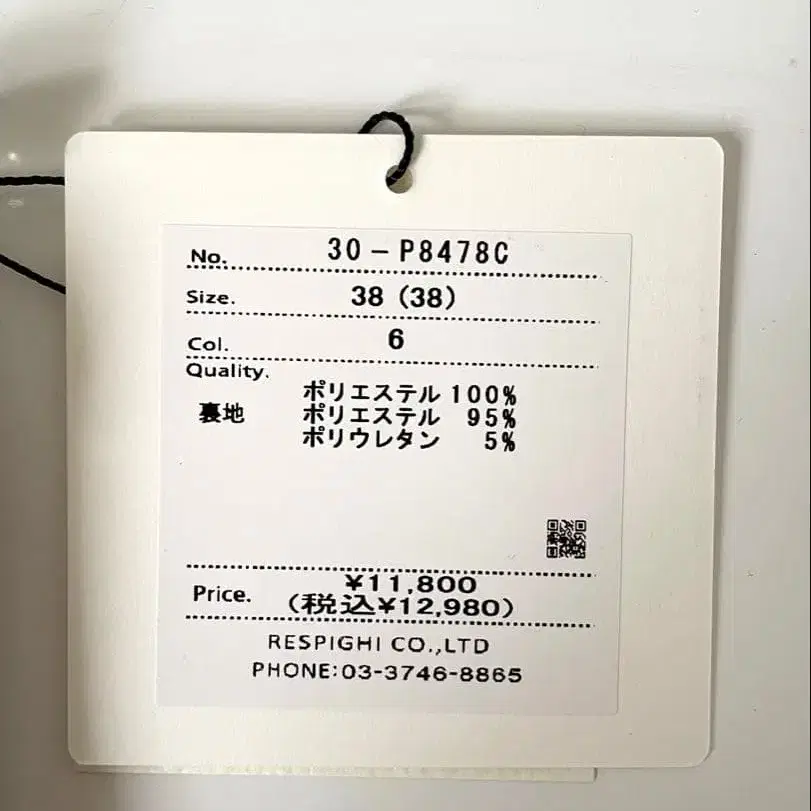 No. 30-P8478C
Size. 38 (38)
Col. 6
Quality.
ポリエステル 100%
裏地 ポリエステル 95%
ポリウレタン 5%
Price. ¥11,800
(税込¥12,980)
RESPIGHI CO.,LTD
PHONE:03-3746-8865